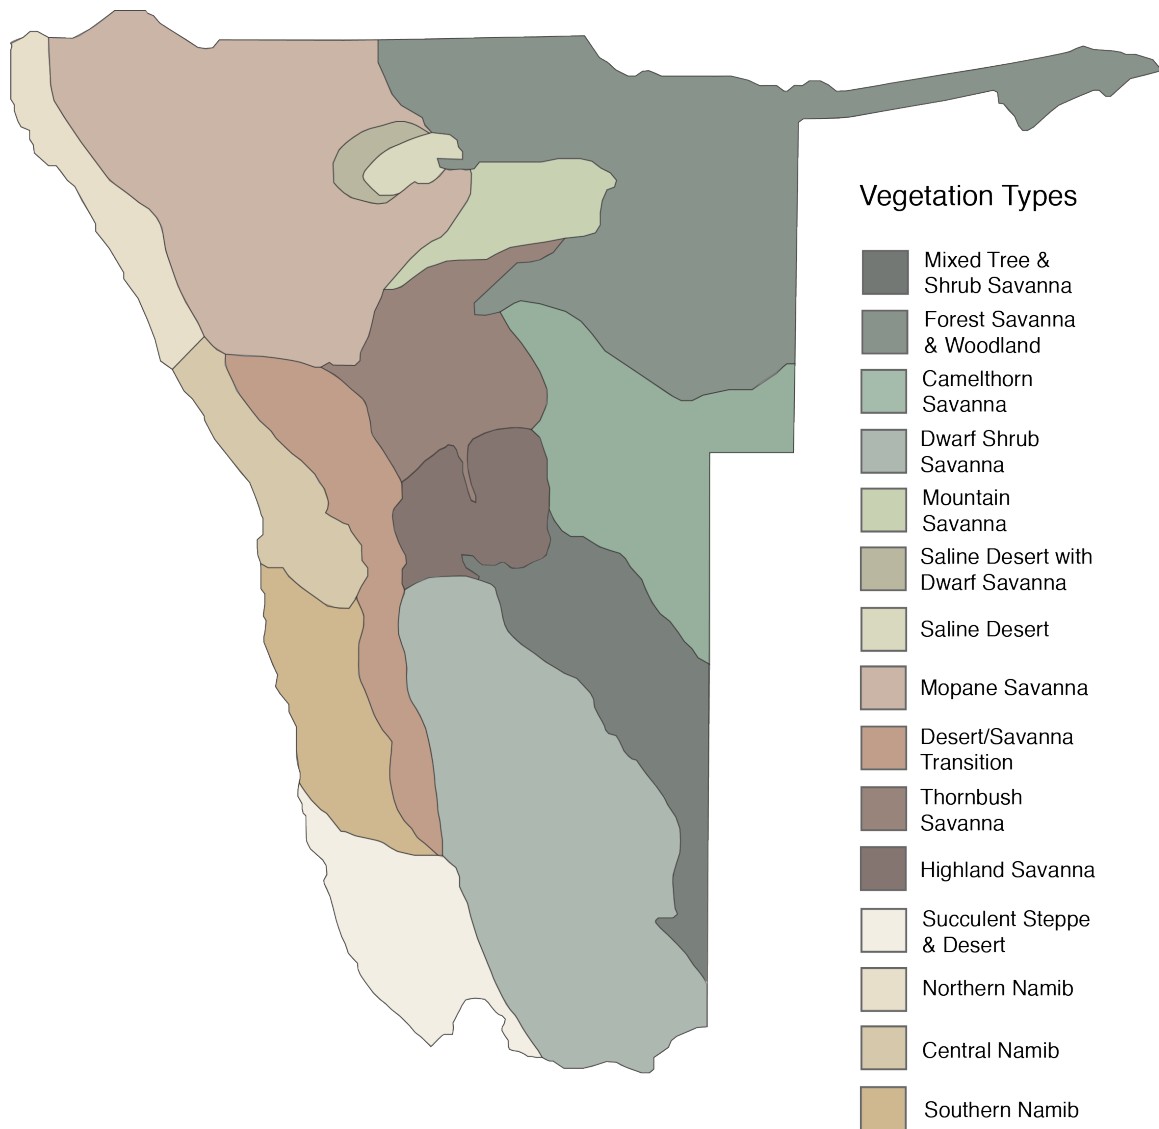 Vegetation Types
Mixed Tree &
Shrub Savanna
Forest Savanna
& Woodland
Camelthorn
Savanna
Dwarf Shrub
Savanna
Mountain
Savanna
Saline Desert with
Dwarf Savanna
Saline Desert
Mopane Savanna
Desert/Savanna
Transition
Thornbush
Savanna
Highland Savanna
Succulent Steppe
& Desert
Northern Namib
Central Namib
Southern Namib